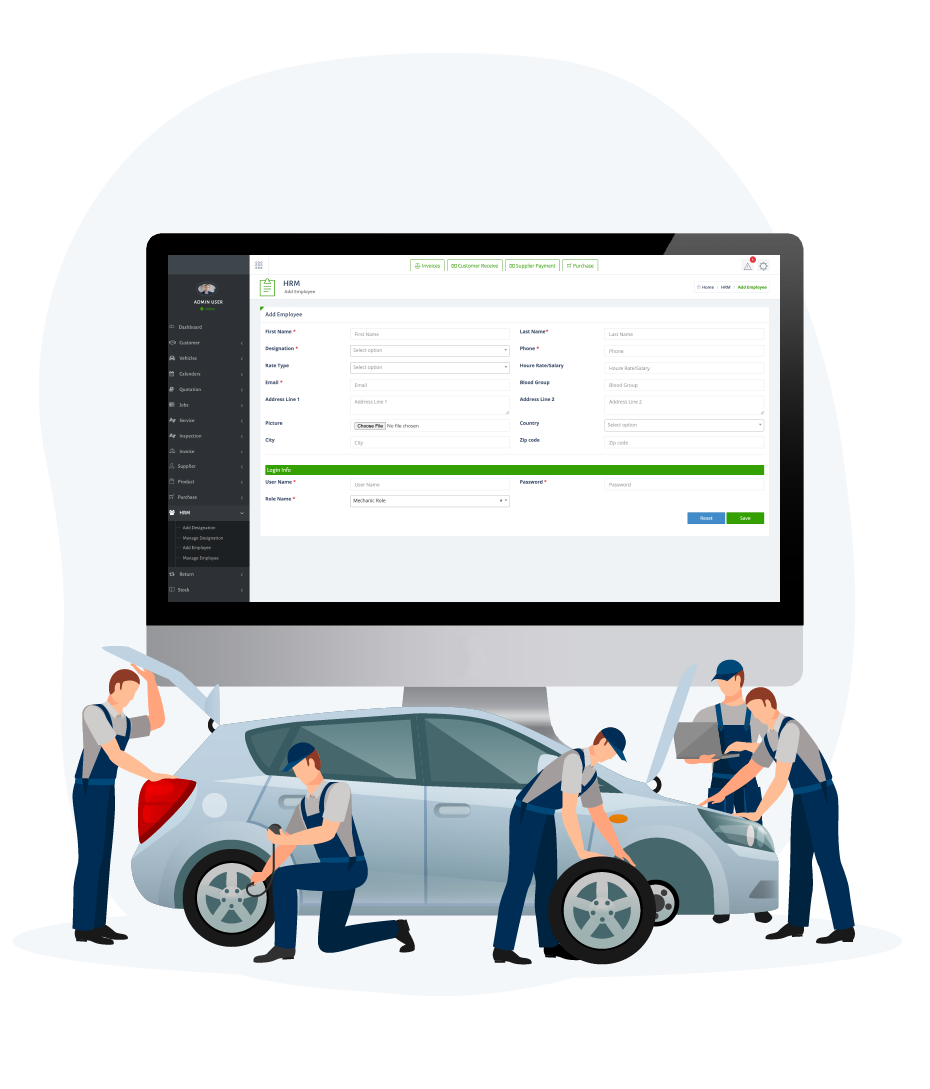 Invoices
Customer Receive
Supplier Payment
Purchase
1
ADMIN USER
HRM
Add Employee
Home
HRM
Add Employee
Dashboard
Customer
Vehicles
Calenders
Quotation
Jobs
Service
Inspection
Invoice
Supplier
Product
Purchase
HRM
Add Designation
Manage Designation
Add Employee
Manage Employee
Return
Stock
Add Employee
First Name * First Name Last Name* Last Name
Designation * Select option Phone * Phone
Rate Type Select option Houre Rate/Salary Houre Rate/Salary
Email * Email Blood Group Blood Group
Address Line 1 Address Line 1 Address Line 2 Address Line 2
Picture Choose File No file chosen Country Select option
City City Zip code Zip code
Login Info
User Name * User Name Password * Password
Role Name * Mechanic Role
Reset Save